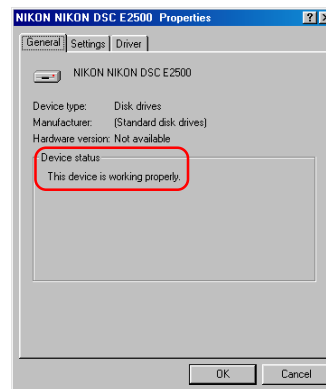 NIKON NIKON DSC E2500 Properties
General Settings Driver
NIKON NIKON DSC E2500
Device type: Disk drives
Manufacturer: (Standard disk drives)
Hardware version: Not available
Device status
This device is working properly.
OK Cancel